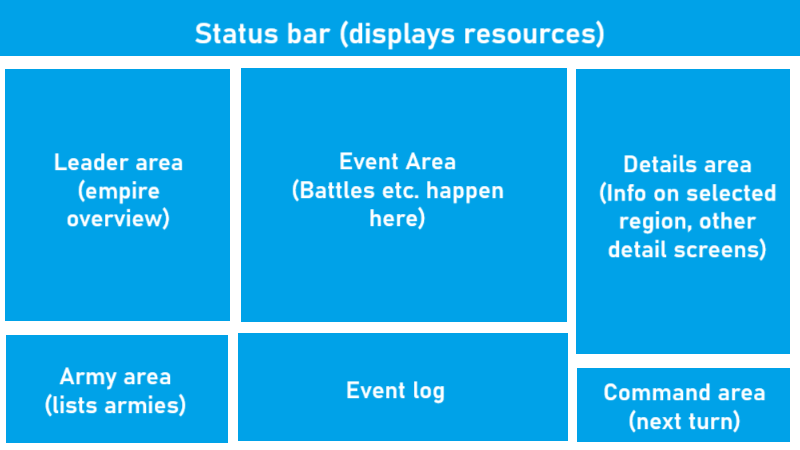 Status bar (displays resources)
Leader area
(empire
overview)
Event Area
(Battles etc. happen
here)
Details area
(Info on selected
region, other
detail screens)
Army area
(lists armies)
Event log
Command area
(next turn)